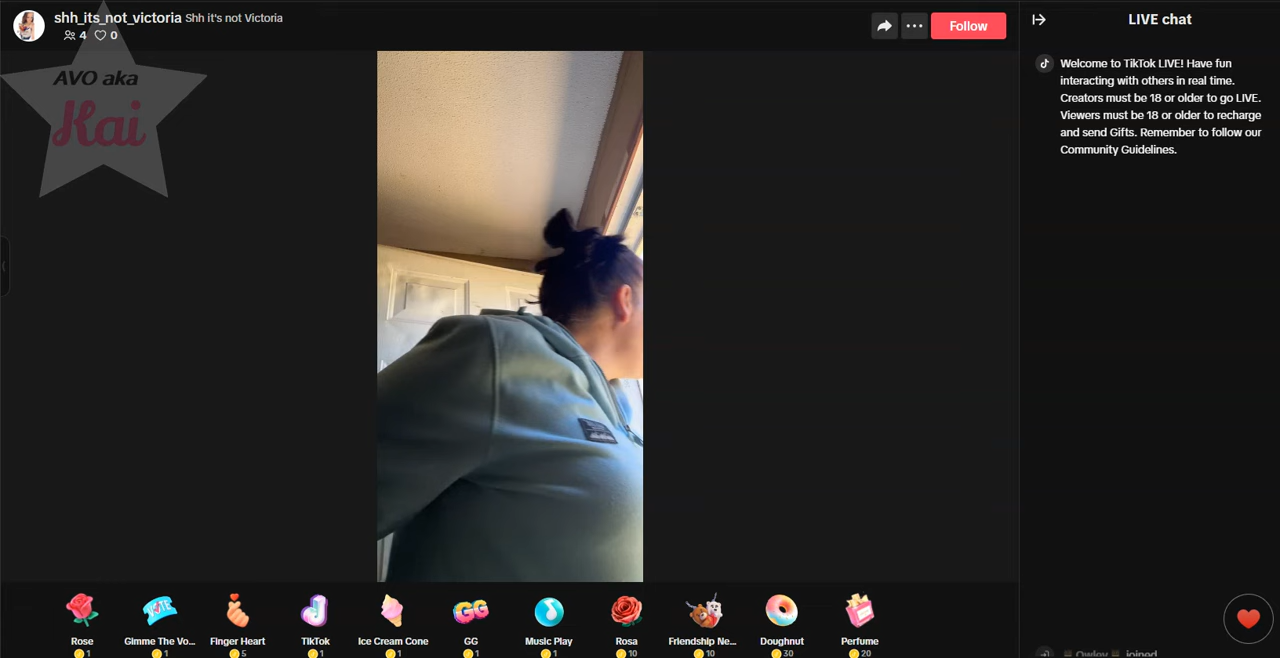 shh_its_not_victoria Shh it's not Victoria
4 0
Follow
LIVE chat
AVO aka
Kai
Welcome to TikTok LIVE! Have fun
interacting with others in real time.
Creators must be 18 or older to go LIVE.
Viewers must be 18 or older to recharge
and send Gifts. Remember to follow our
Community Guidelines.
Rose
Gimme The Vo...
Finger Heart
TikTok
Ice Cream Cone
GG
Music Play
Rosa
Friendship Ne...
Doughnut
Perfume
1
1
5
1
1
1
1
10
10
30
20
Owley joined